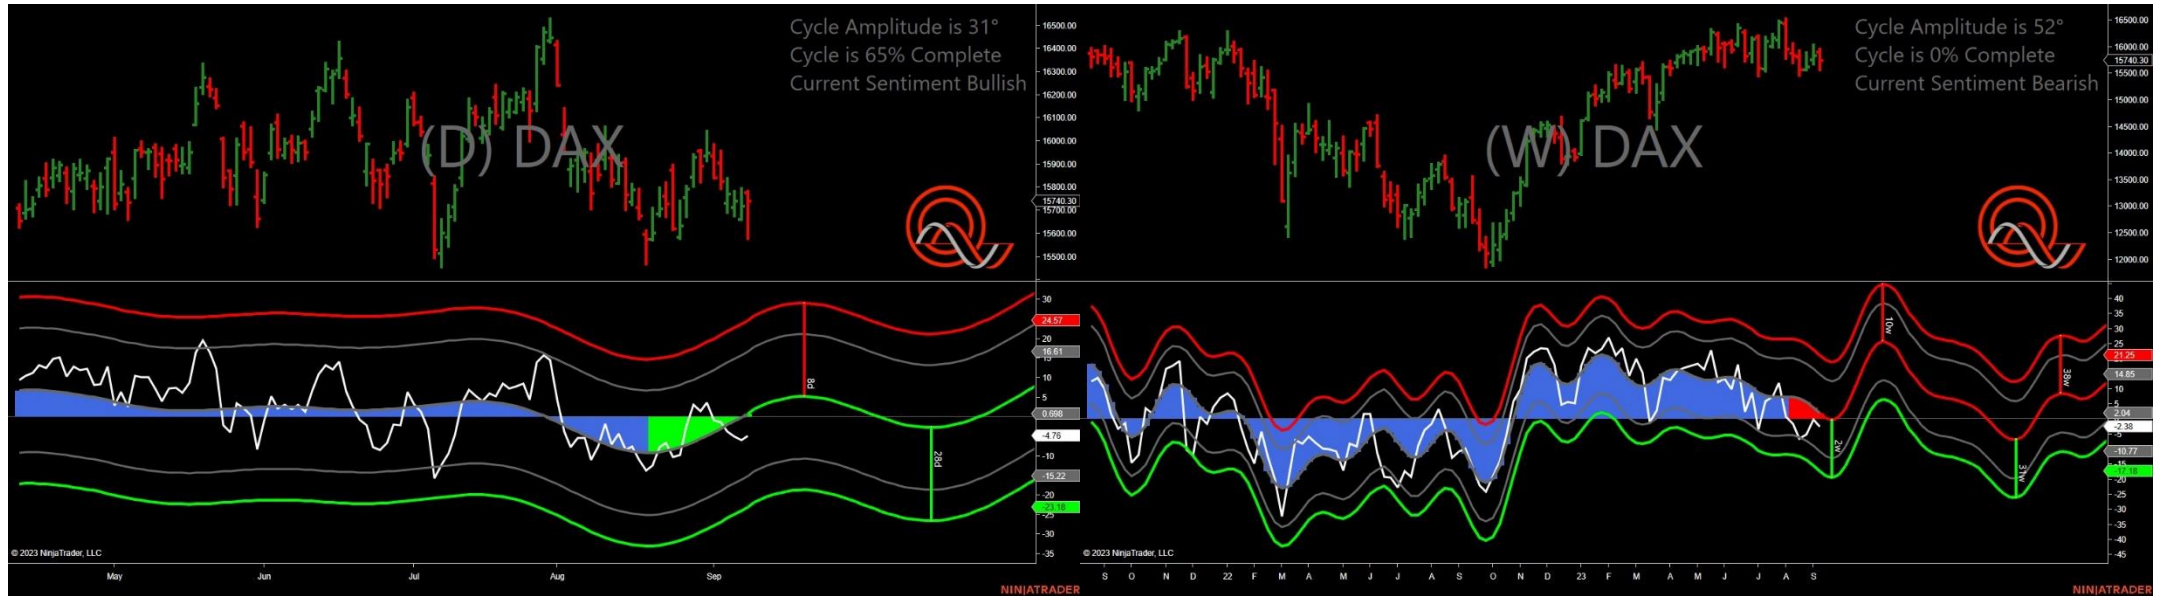 Cycle Amplitude is 31°
Cycle is 65% Complete
Current Sentiment Bullish
(D) DAX
16500.00
16400.00
16300.00
16200.00
16100.00
16000.00
15900.00
15800.00
15740.30
15700.00
15600.00
15500.00
30
24.57
20
16.61
10
5
0.698
-4.76
-10
-15.22
-20
-23.18
-25
-30
-35
8d
28d
© 2023 NinjaTrader, LLC
May Jun Jul Aug Sep
NINJATRADER
Cycle Amplitude is 52°
Cycle is 0% Complete
Current Sentiment Bearish
(W) DAX
16500.00
16000.00
15740.30
15500.00
15000.00
14500.00
14000.00
13500.00
13000.00
12500.00
12000.00
40
35
30
25
21.25
14.85
10
5
2.04
-2.38
-5
-10.77
-17.18
-20
-25
-30
-35
-40
-45
10w
2w
38w
31w
© 2023 NinjaTrader, LLC
S O N D 22 F M A M J J A S O N D 23 F M A M J J A S
NINJATRADER